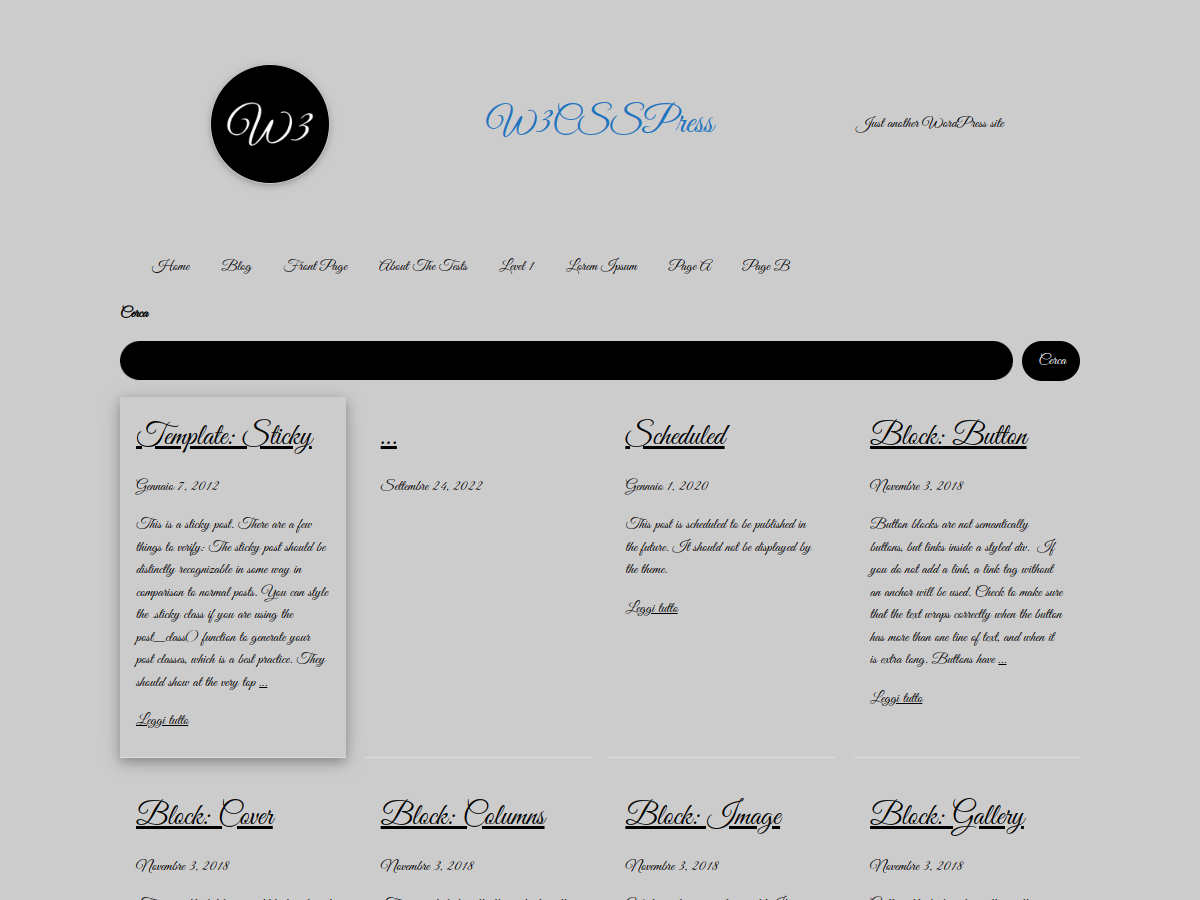 W3
W3CSSPress
Just another WordPress site
Home Blog Front Page About The Tests Level 1 Lorem Ipsum Page A Page B
Cerca
Cerca
Template: Sticky
Gennaio 7, 2012
This is a sticky post. There are a few
things to verify: The sticky post should be
distinctly recognizable in some way in
comparison to normal posts. You can style
the .sticky class if you are using the
post_class() function to generate your
post classes, which is a best practice. They
should show at the very top ...
Leggi tutto
...
Settembre 24, 2022
Scheduled
Gennaio 1, 2020
This post is scheduled to be published in
the future. It should not be displayed by
the theme.
Leggi tutto
Block: Button
Novembre 3, 2018
Button blocks are not semantically
buttons, but links inside a styled div. If
you do not add a link, a link tag without
an anchor will be used. Check to make sure
that the text wraps correctly when the button
has more than one line of text, and when it
is extra long. Buttons have ...
Leggi tutto
Block: Cover
Novembre 3, 2018
Block: Columns
Novembre 3, 2018
Block: Image
Novembre 3, 2018
Block: Gallery
Novembre 3, 2018